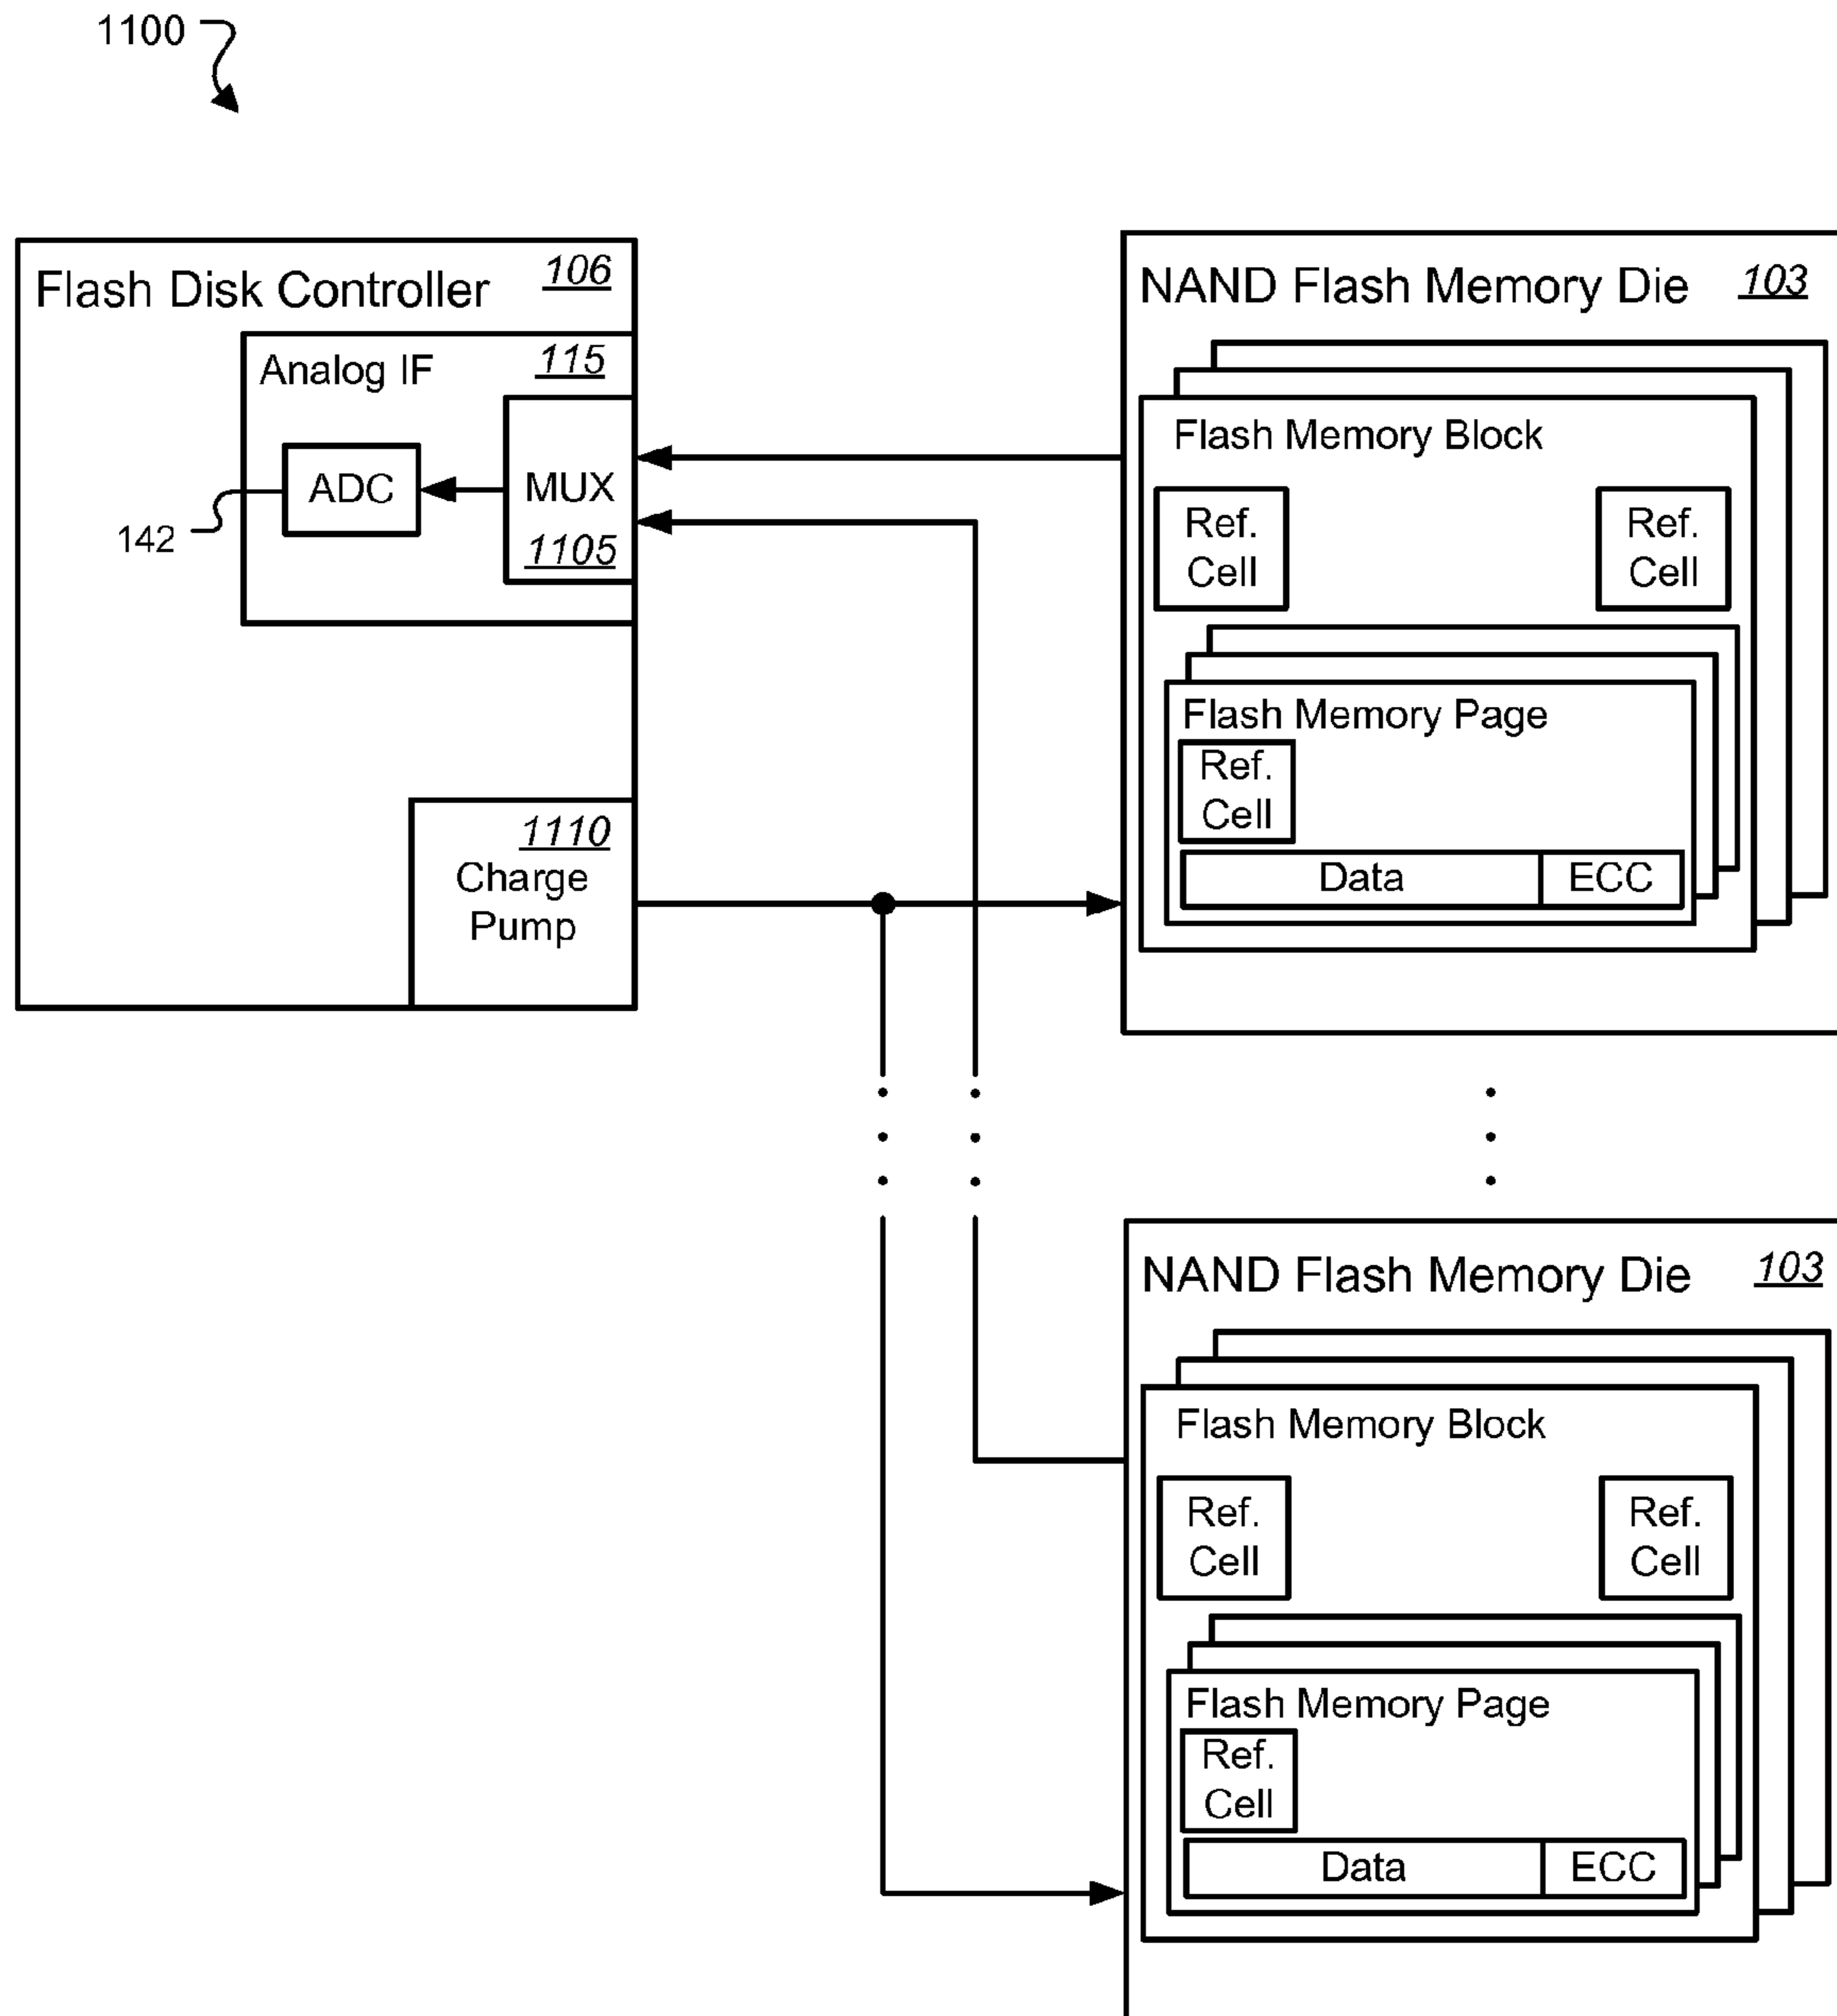 1100
Flash Disk Controller 106
Analog IF 115
ADC
MUX
1105
142
1110
Charge
Pump
NAND Flash Memory Die 103
Flash Memory Block
Ref.
Cell
Ref.
Cell
Flash Memory Page
Ref.
Cell
Data ECC
NAND Flash Memory Die 103
Flash Memory Block
Ref.
Cell
Ref.
Cell
Flash Memory Page
Ref.
Cell
Data ECC